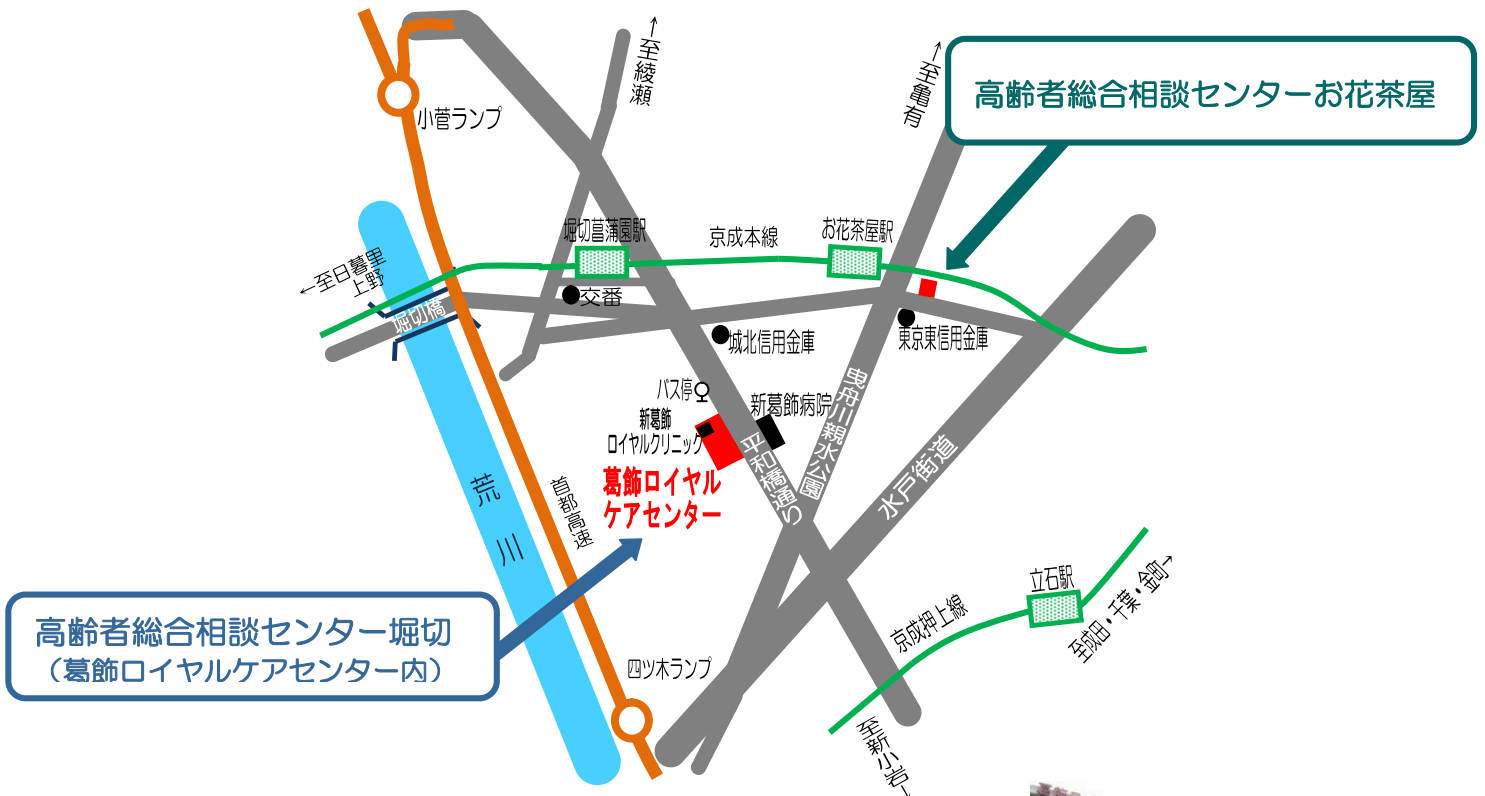 ←至綾瀬
←至亀有
高齢者総合相談センターお花茶屋
小菅ランプ
堀切菖蒲園駅
京成本線
お花茶屋駅
←至日暮里
上野
堀切橋
交番
城北信用金庫
東京東信用金庫
バス停
新葛飾
ロイヤルクリニック
新葛飾病院
曳舟川親水公園
平和橋通り
水戸街道
葛飾ロイヤル
ケアセンター
荒川
首都高速
高齢者総合相談センター堀切
（葛飾ロイヤルケアセンター内）
四ツ木ランプ
立石駅
京成押上線
至成田・千葉・金町→
至新小岩→